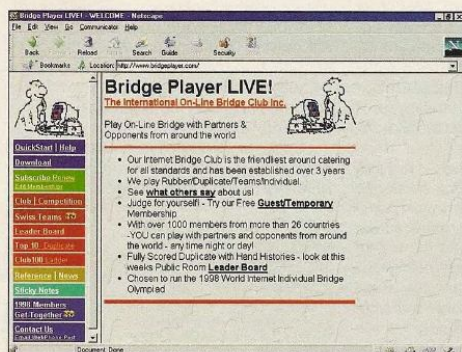 Bridge Player LIVE! - WELCOME - Netscape
File Edit View Go Communicator Help
Back Reload Search Guide Security
Bookmarks Location: http://www.bridgeplayer.com/
QuickStart | Help
Download
Subscribe Renew
Edit Membership
Club | Competition
Swiss Teams
Leader Board
Top 10 Duplicate
Club100 Ladder
Reference | News
Sticky Notes
1998 Members
Get-Together
Contact Us
Bridge Player LIVE!
The International On-Line Bridge Club Inc.
Play On-Line Bridge with Partners &
Opponents from around the world
• Our Internet Bridge Club is the friendliest around catering
for all standards and has been established over 3 years
• We play Rubber/Duplicate/Teams/Individual.
• See what others say about us!
• Judge for yourself - Try our Free Guest/Temporary
Membership
• With over 1000 members from more than 26 countries
-YOU can play with partners and opponents from around
the world - any time night or day!
• Fully Scored Duplicate with Hand Histories - look at this
weeks Public Room Leader Board
• Chosen to run the 1998 World Internet Individual Bridge
Olympiad
Document: Done